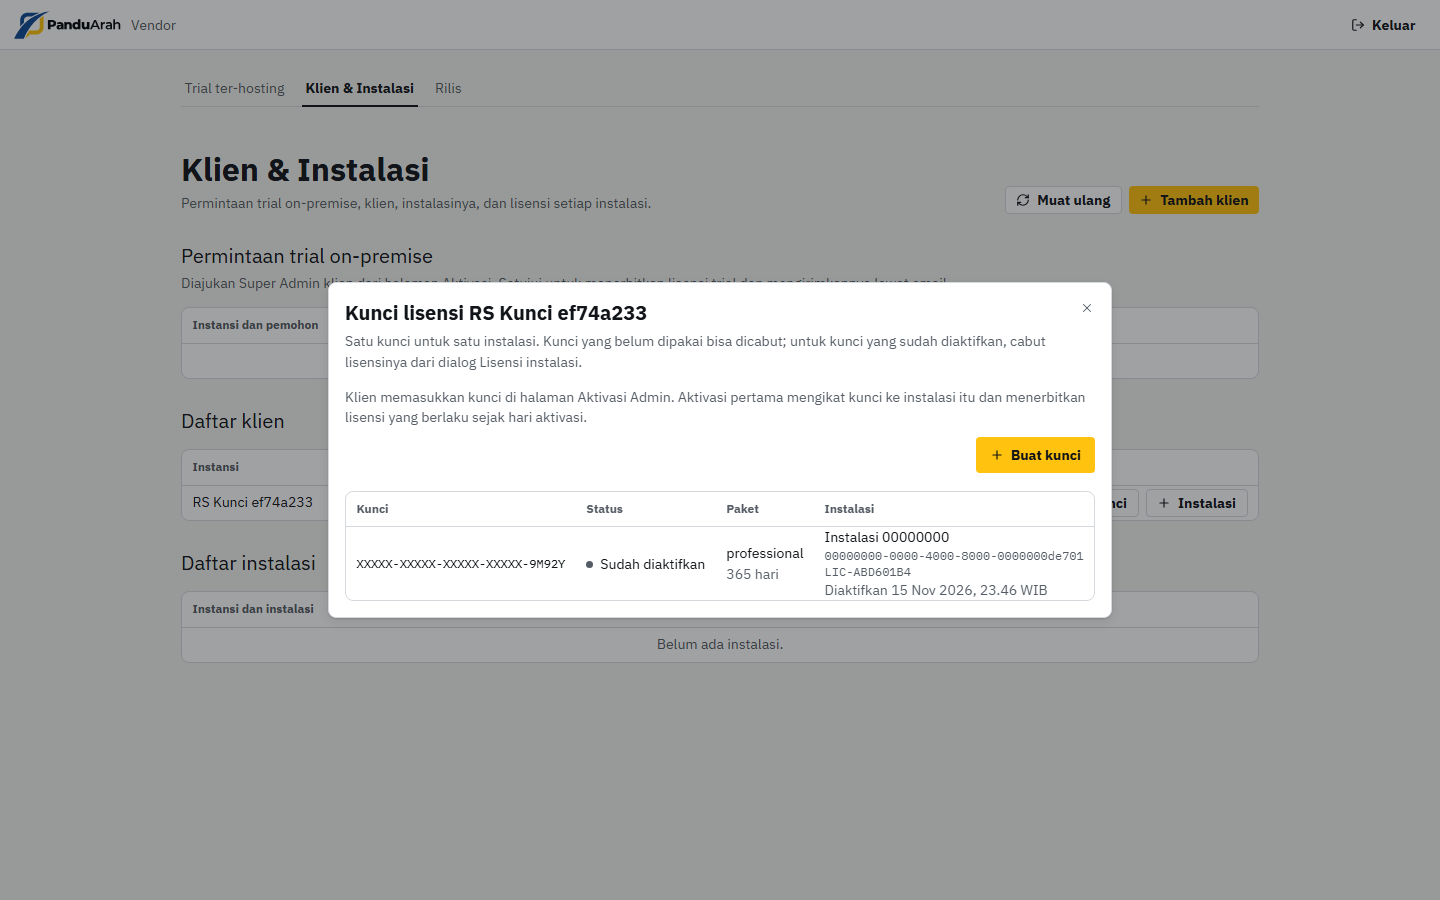 PanduArah Vendor
Keluar
Trial ter-hosting
Klien & Instalasi
Rilis
Klien & Instalasi
Permintaan trial on-premise, klien, instalasinya, dan lisensi setiap instalasi.
Muat ulang
Tambah klien
Permintaan trial on-premise
Diajukan Super Admin
Instansi dan pemohon
Kunci lisensi RS Kunci ef74a233
Satu kunci untuk satu instalasi. Kunci yang belum dipakai bisa dicabut; untuk kunci yang sudah diaktifkan, cabut
lisensinya dari dialog Lisensi instalasi.
Klien memasukkan kunci di halaman Aktivasi Admin. Aktivasi pertama mengikat kunci ke instalasi itu dan menerbitkan
lisensi yang berlaku sejak hari aktivasi.
Buat kunci
Kunci
Status
Paket
Instalasi
XXXXX-XXXXX-XXXXX-XXXXX-9M92Y
Sudah diaktifkan
professional
365 hari
Instalasi 00000000
00000000-0000-4000-8000-0000000de701
LIC-ABD601B4
Diaktifkan 15 Nov 2026, 23.46 WIB
Daftar klien
Instansi
RS Kunci ef74a233
Instalasi
Daftar instalasi
Instansi dan instalasi
Belum ada instalasi.